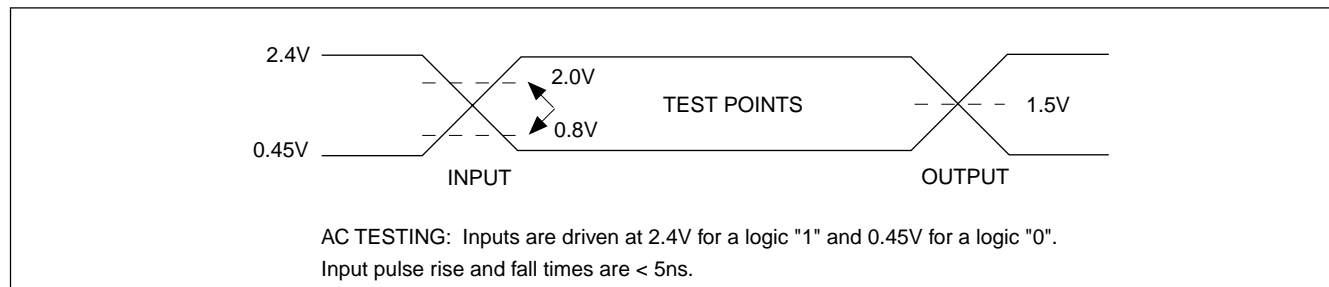 2.4V
2.0V
TEST POINTS
1.5V
0.8V
0.45V
INPUT
OUTPUT
AC TESTING: Inputs are driven at 2.4V for a logic "1" and 0.45V for a logic "0".
Input pulse rise and fall times are < 5ns.